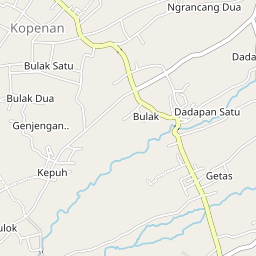 Ngrancang Dua
Kopenan
Dada
Bulak Satu
Bulak Dua
Dadapan Satu
Bulak
Genjengan..
Kepuh
Getas
ulok